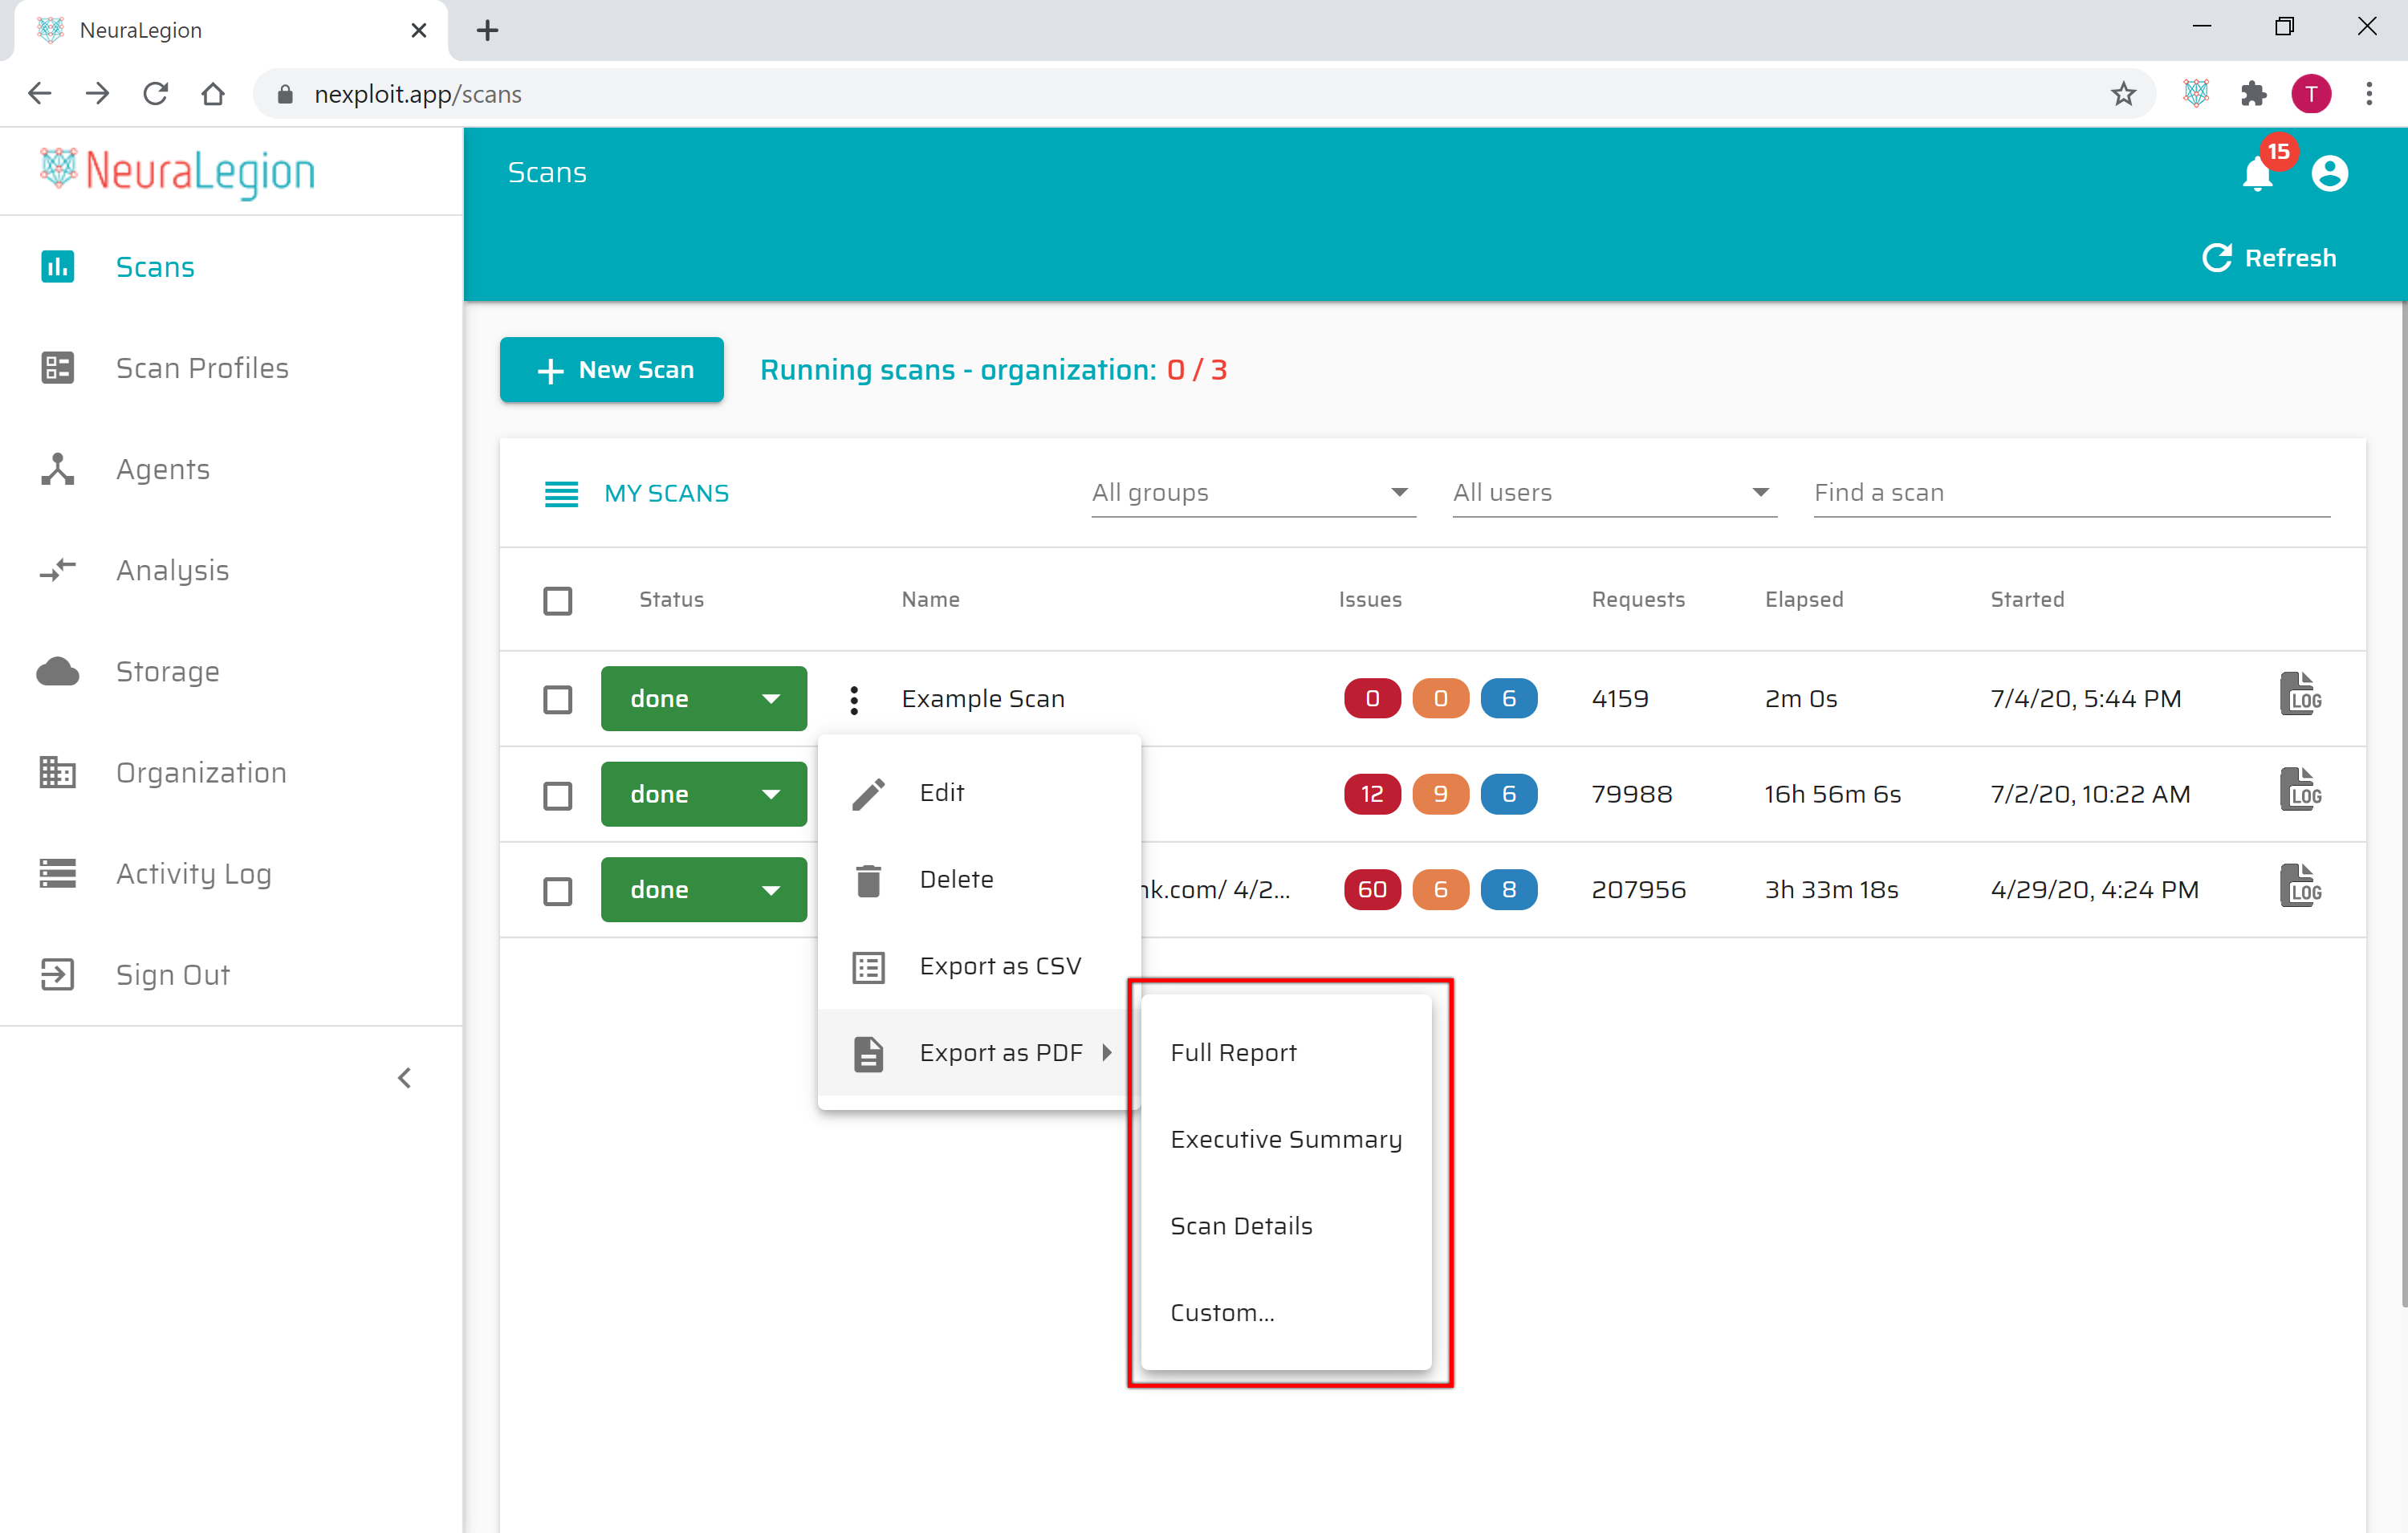 NeuraLegion
nexploit.app/scans
T
NeuraLegion
Scans
15
Refresh
Scans
Scan Profiles
Agents
Analysis
Storage
Organization
Activity Log
Sign Out
New Scan
Running scans - organization: 0 / 3
MY SCANS
All groups
All users
Find a scan
Status Name Issues Requests Elapsed Started
done Example Scan 0 0 6 4159 2m 0s 7/4/20, 5:44 PM LOG
done 12 9 6 79988 16h 56m 6s 7/2/20, 10:22 AM LOG
done nk.com/ 4/2... 60 6 8 207956 3h 33m 18s 4/29/20, 4:24 PM LOG
Edit
Delete
Export as CSV
Export as PDF
Full Report
Executive Summary
Scan Details
Custom...